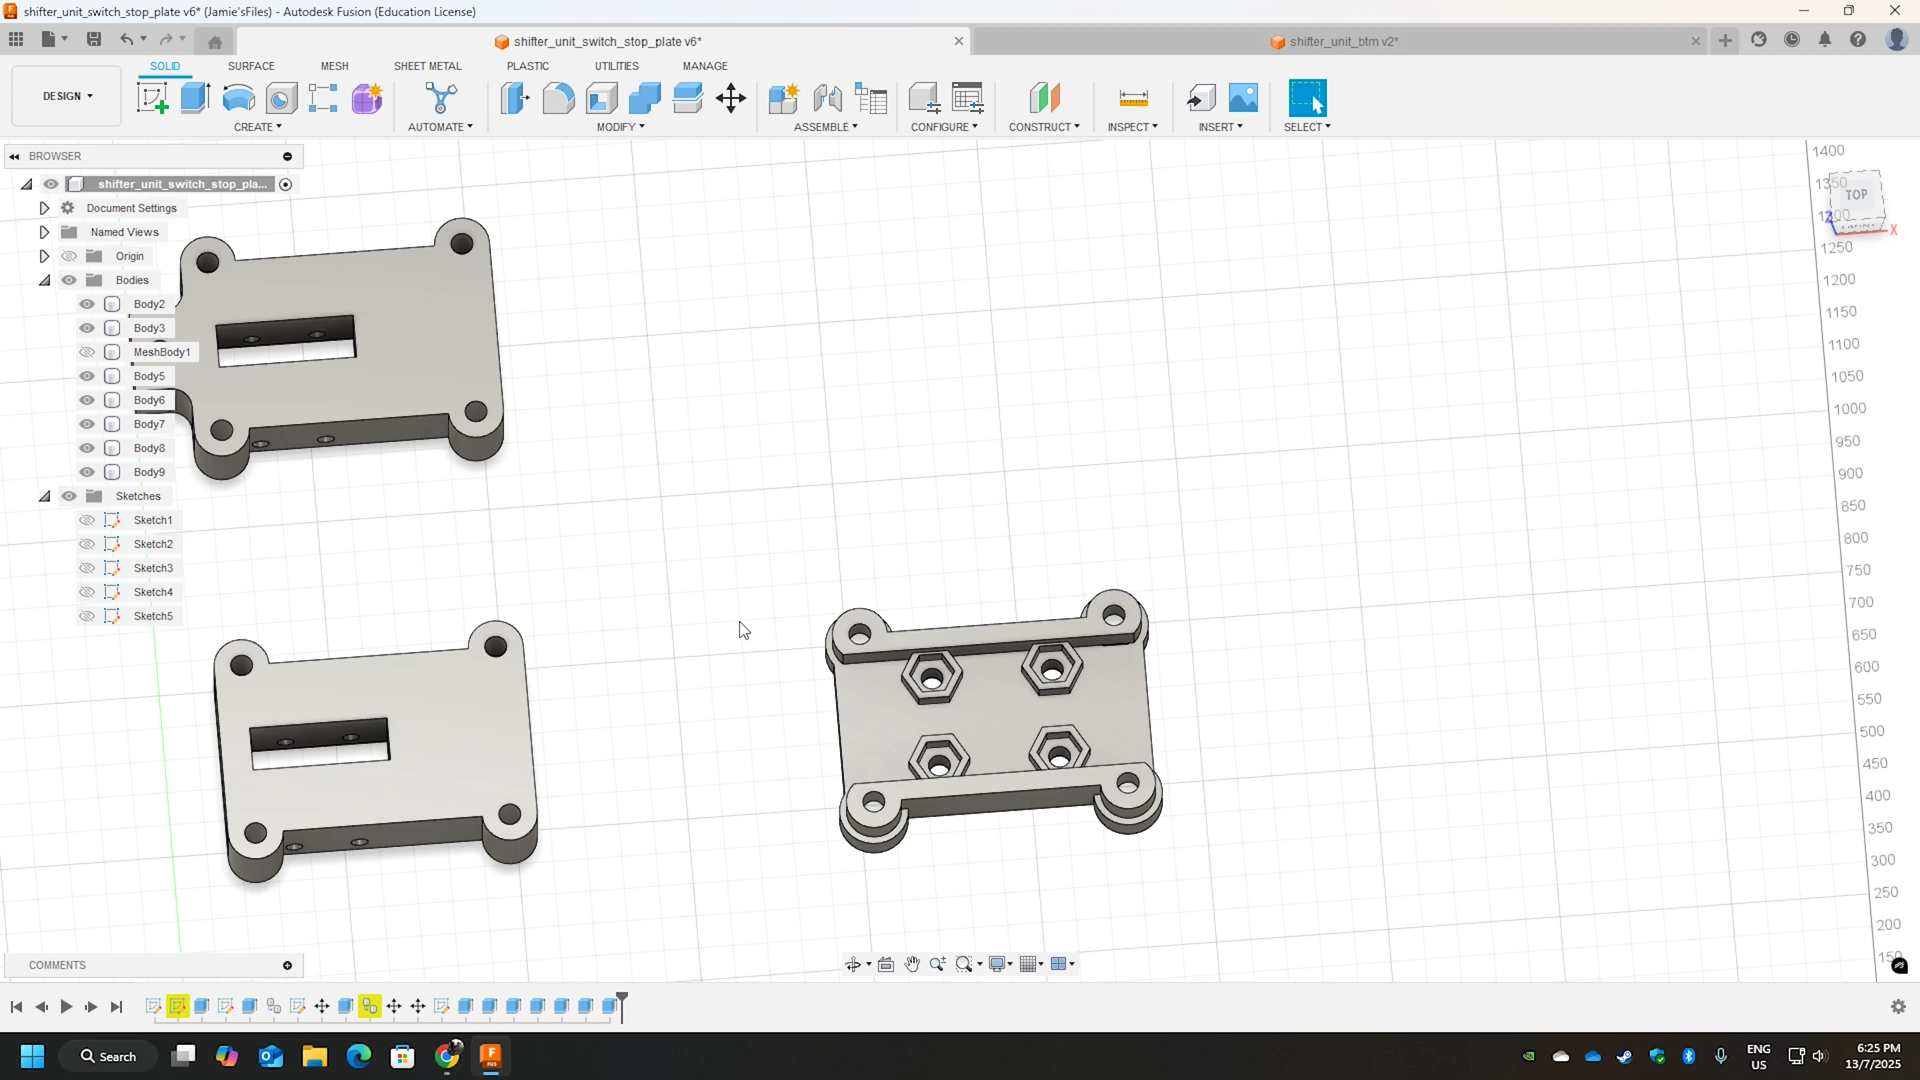 shifter_unit_switch_stop_plate v6* (Jamie'sFiles) - Autodesk Fusion (Education License)
shifter_unit_switch_stop_plate v6*
shifter_unit_btm v2*
SOLID
SURFACE
MESH
SHEET METAL
PLASTIC
UTILITIES
MANAGE
DESIGN
CREATE
AUTOMATE
MODIFY
ASSEMBLE
CONFIGURE
CONSTRUCT
INSPECT
INSERT
SELECT
BROWSER
shifter_unit_switch_stop_pla...
Document Settings
Named Views
Origin
Bodies
Body2
Body3
MeshBody1
Body5
Body6
Body7
Body8
Body9
Sketches
Sketch1
Sketch2
Sketch3
Sketch4
Sketch5
TOP
X
Z
1400
1350
1200
1250
1200
1150
1100
1050
1000
950
900
850
800
750
700
650
600
550
500
450
400
350
300
250
200
COMMENTS
Search
ENG
US
6:25 PM
13/7/2025